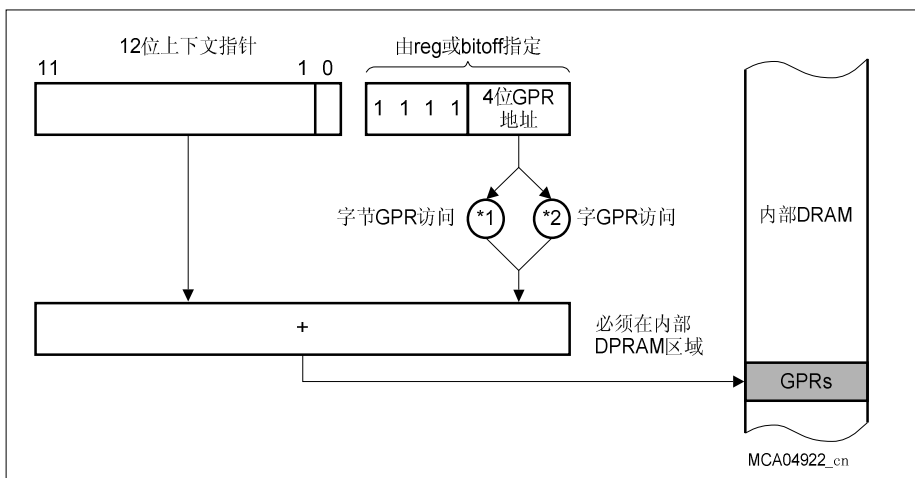 12位上下文指针
由reg或bitoff指定
11
1
0
1 1 1 1
4位GPR
地址
字节GPR访问
*1
*2
字GPR访问
内部DRAM
+
必须在内部
DPRAM区域
GPRs
MCA04922_cn